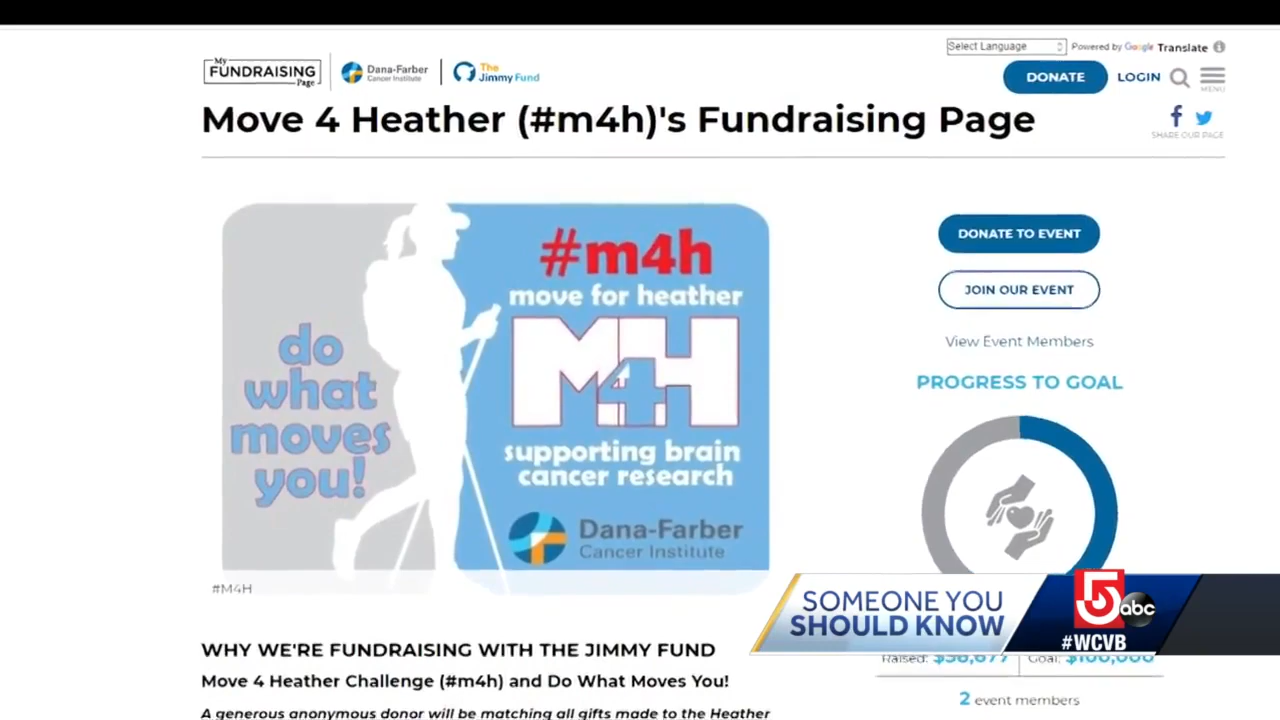 Select Language
Powered by Google Translate
My
FUNDRAISING
Page
Dana-Farber
Cancer Institute
The
Jimmy Fund
DONATE
LOGIN
MENU
Move 4 Heather (#m4h)'s Fundraising Page
SHARE OUR PAGE
do
what
moves
you!
#m4h
move for heather
M4H
supporting brain
cancer research
Dana-Farber
Cancer Institute
#M4H
DONATE TO EVENT
JOIN OUR EVENT
View Event Members
PROGRESS TO GOAL
SOMEONE YOU
SHOULD KNOW
5
abc
#WCVB
Raised: Goal: $100,000
2 event members
WHY WE'RE FUNDRAISING WITH THE JIMMY FUND
Move 4 Heather Challenge (#m4h) and Do What Moves You!
A generous anonymous donor will be matching all gifts made to the Heather